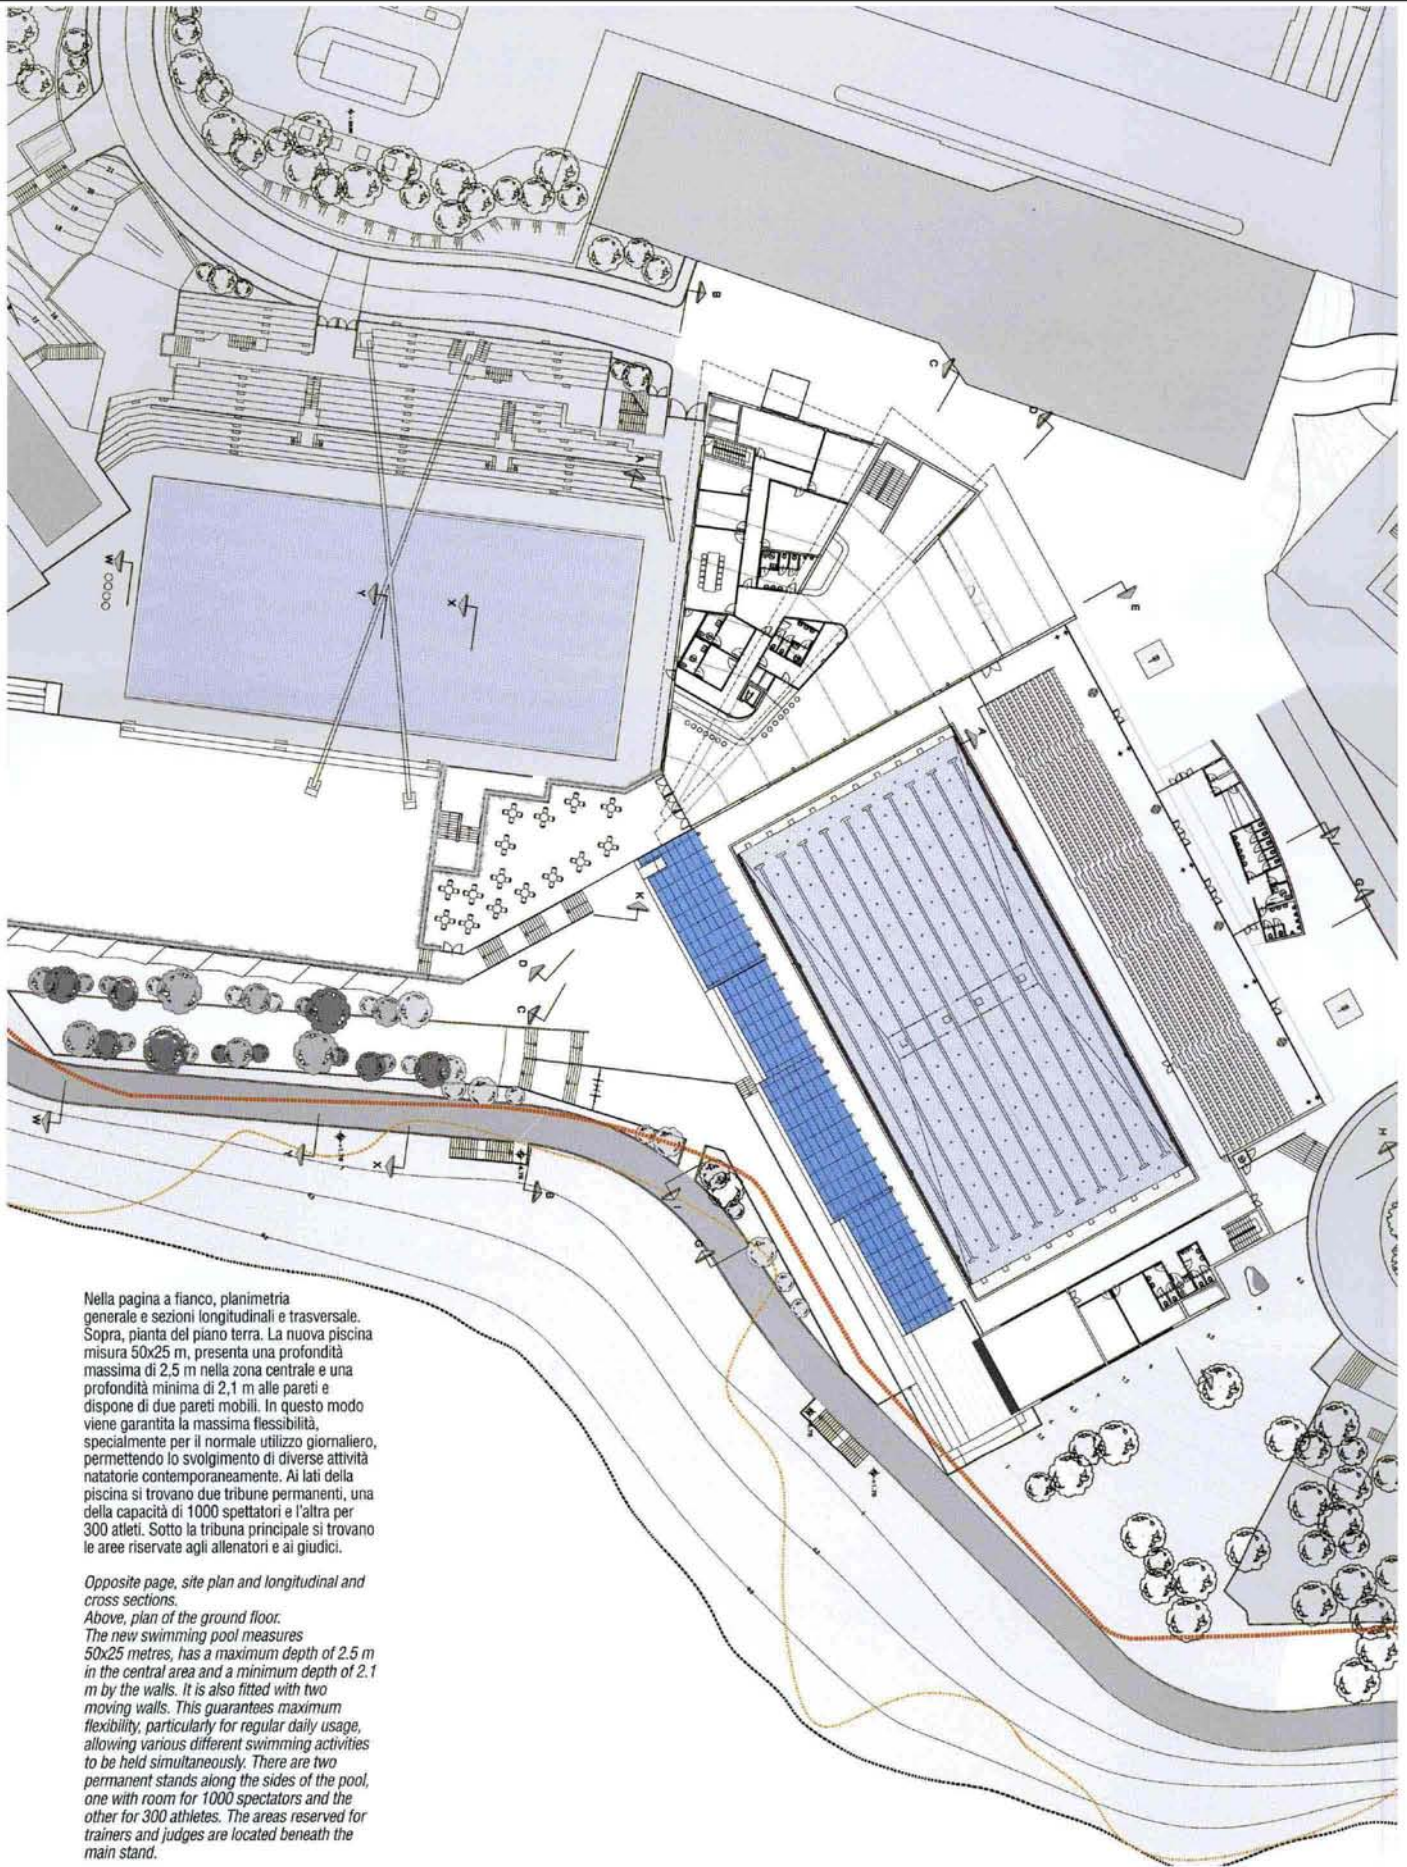 Nella pagina a fianco, planimetria
generale e sezioni longitudinali e trasversale.
Sopra, pianta del piano terra. La nuova piscina
misura 50x25 m, presenta una profondità
massima di 2,5 m nella zona centrale e una
profondità minima di 2,1 m alle pareti e
dispone di due pareti mobili. In questo modo
viene garantita la massima flessibilità,
specialmente per il normale utilizzo giornaliero,
permettendo lo svolgimento di diverse attività
natatorie contemporaneamente. Ai lati della
piscina si trovano due tribune permanenti, una
della capacità di 1000 spettatori e l'altra per
300 atleti. Sotto la tribuna principale si trovano
le aree riservate agli allenatori e ai giudici.
Opposite page, site plan and longitudinal and
cross sections.
Above, plan of the ground floor.
The new swimming pool measures
50x25 metres, has a maximum depth of 2.5 m
in the central area and a minimum depth of 2.1
m by the walls. It is also fitted with two
moving walls. This guarantees maximum
flexibility, particularly for regular daily usage,
allowing various different swimming activities
to be held simultaneously. There are two
permanent stands along the sides of the pool,
one with room for 1000 spectators and the
other for 300 athletes. The areas reserved for
trainers and judges are located beneath the
main stand.